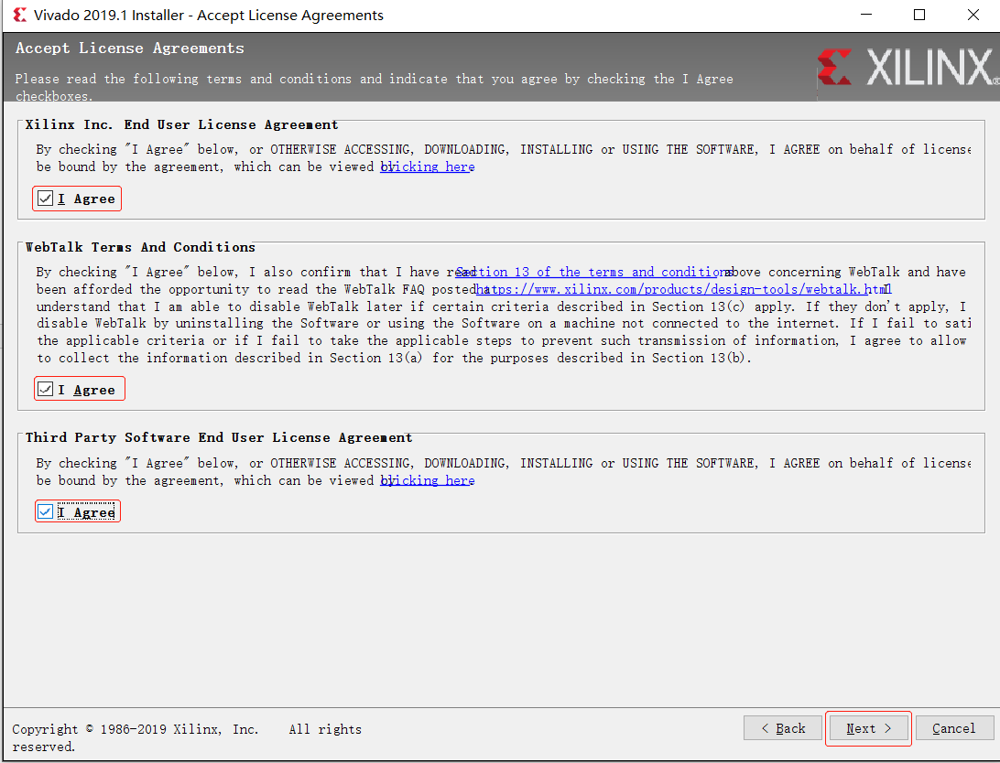 Vivado 2019.1 Installer - Accept License Agreements
Accept License Agreements
Please read the following terms and conditions and indicate that you agree by checking the I Agree
checkboxes.
XILINX®
Xilinx Inc. End User License Agreement
By checking "I Agree" below, or OTHERWISE ACCESSING, DOWNLOADING, INSTALLING or USING THE SOFTWARE, I AGREE on behalf of license
be bound by the agreement, which can be viewed by clicking here
I Agree
WebTalk Terms And Conditions
By checking "I Agree" below, I also confirm that I have read Section 13 of the terms and conditions above concerning WebTalk and have
been afforded the opportunity to read the WebTalk FAQ posted at https://www.xilinx.com/products/design-tools/webtalk.html. I
understand that I am able to disable WebTalk later if certain criteria described in Section 13(c) apply. If they don't apply, I
disable WebTalk by uninstalling the Software or using the Software on a machine not connected to the internet. If I fail to sati
the applicable criteria or if I fail to take the applicable steps to prevent such transmission of information, I agree to allow
to collect the information described in Section 13(a) for the purposes described in Section 13(b).
I Agree
Third Party Software End User License Agreement
By checking "I Agree" below, or OTHERWISE ACCESSING, DOWNLOADING, INSTALLING or USING THE SOFTWARE, I AGREE on behalf of license
be bound by the agreement, which can be viewed by clicking here
I Agree
Copyright © 1986-2019 Xilinx, Inc. All rights
reserved.
< Back Next > Cancel